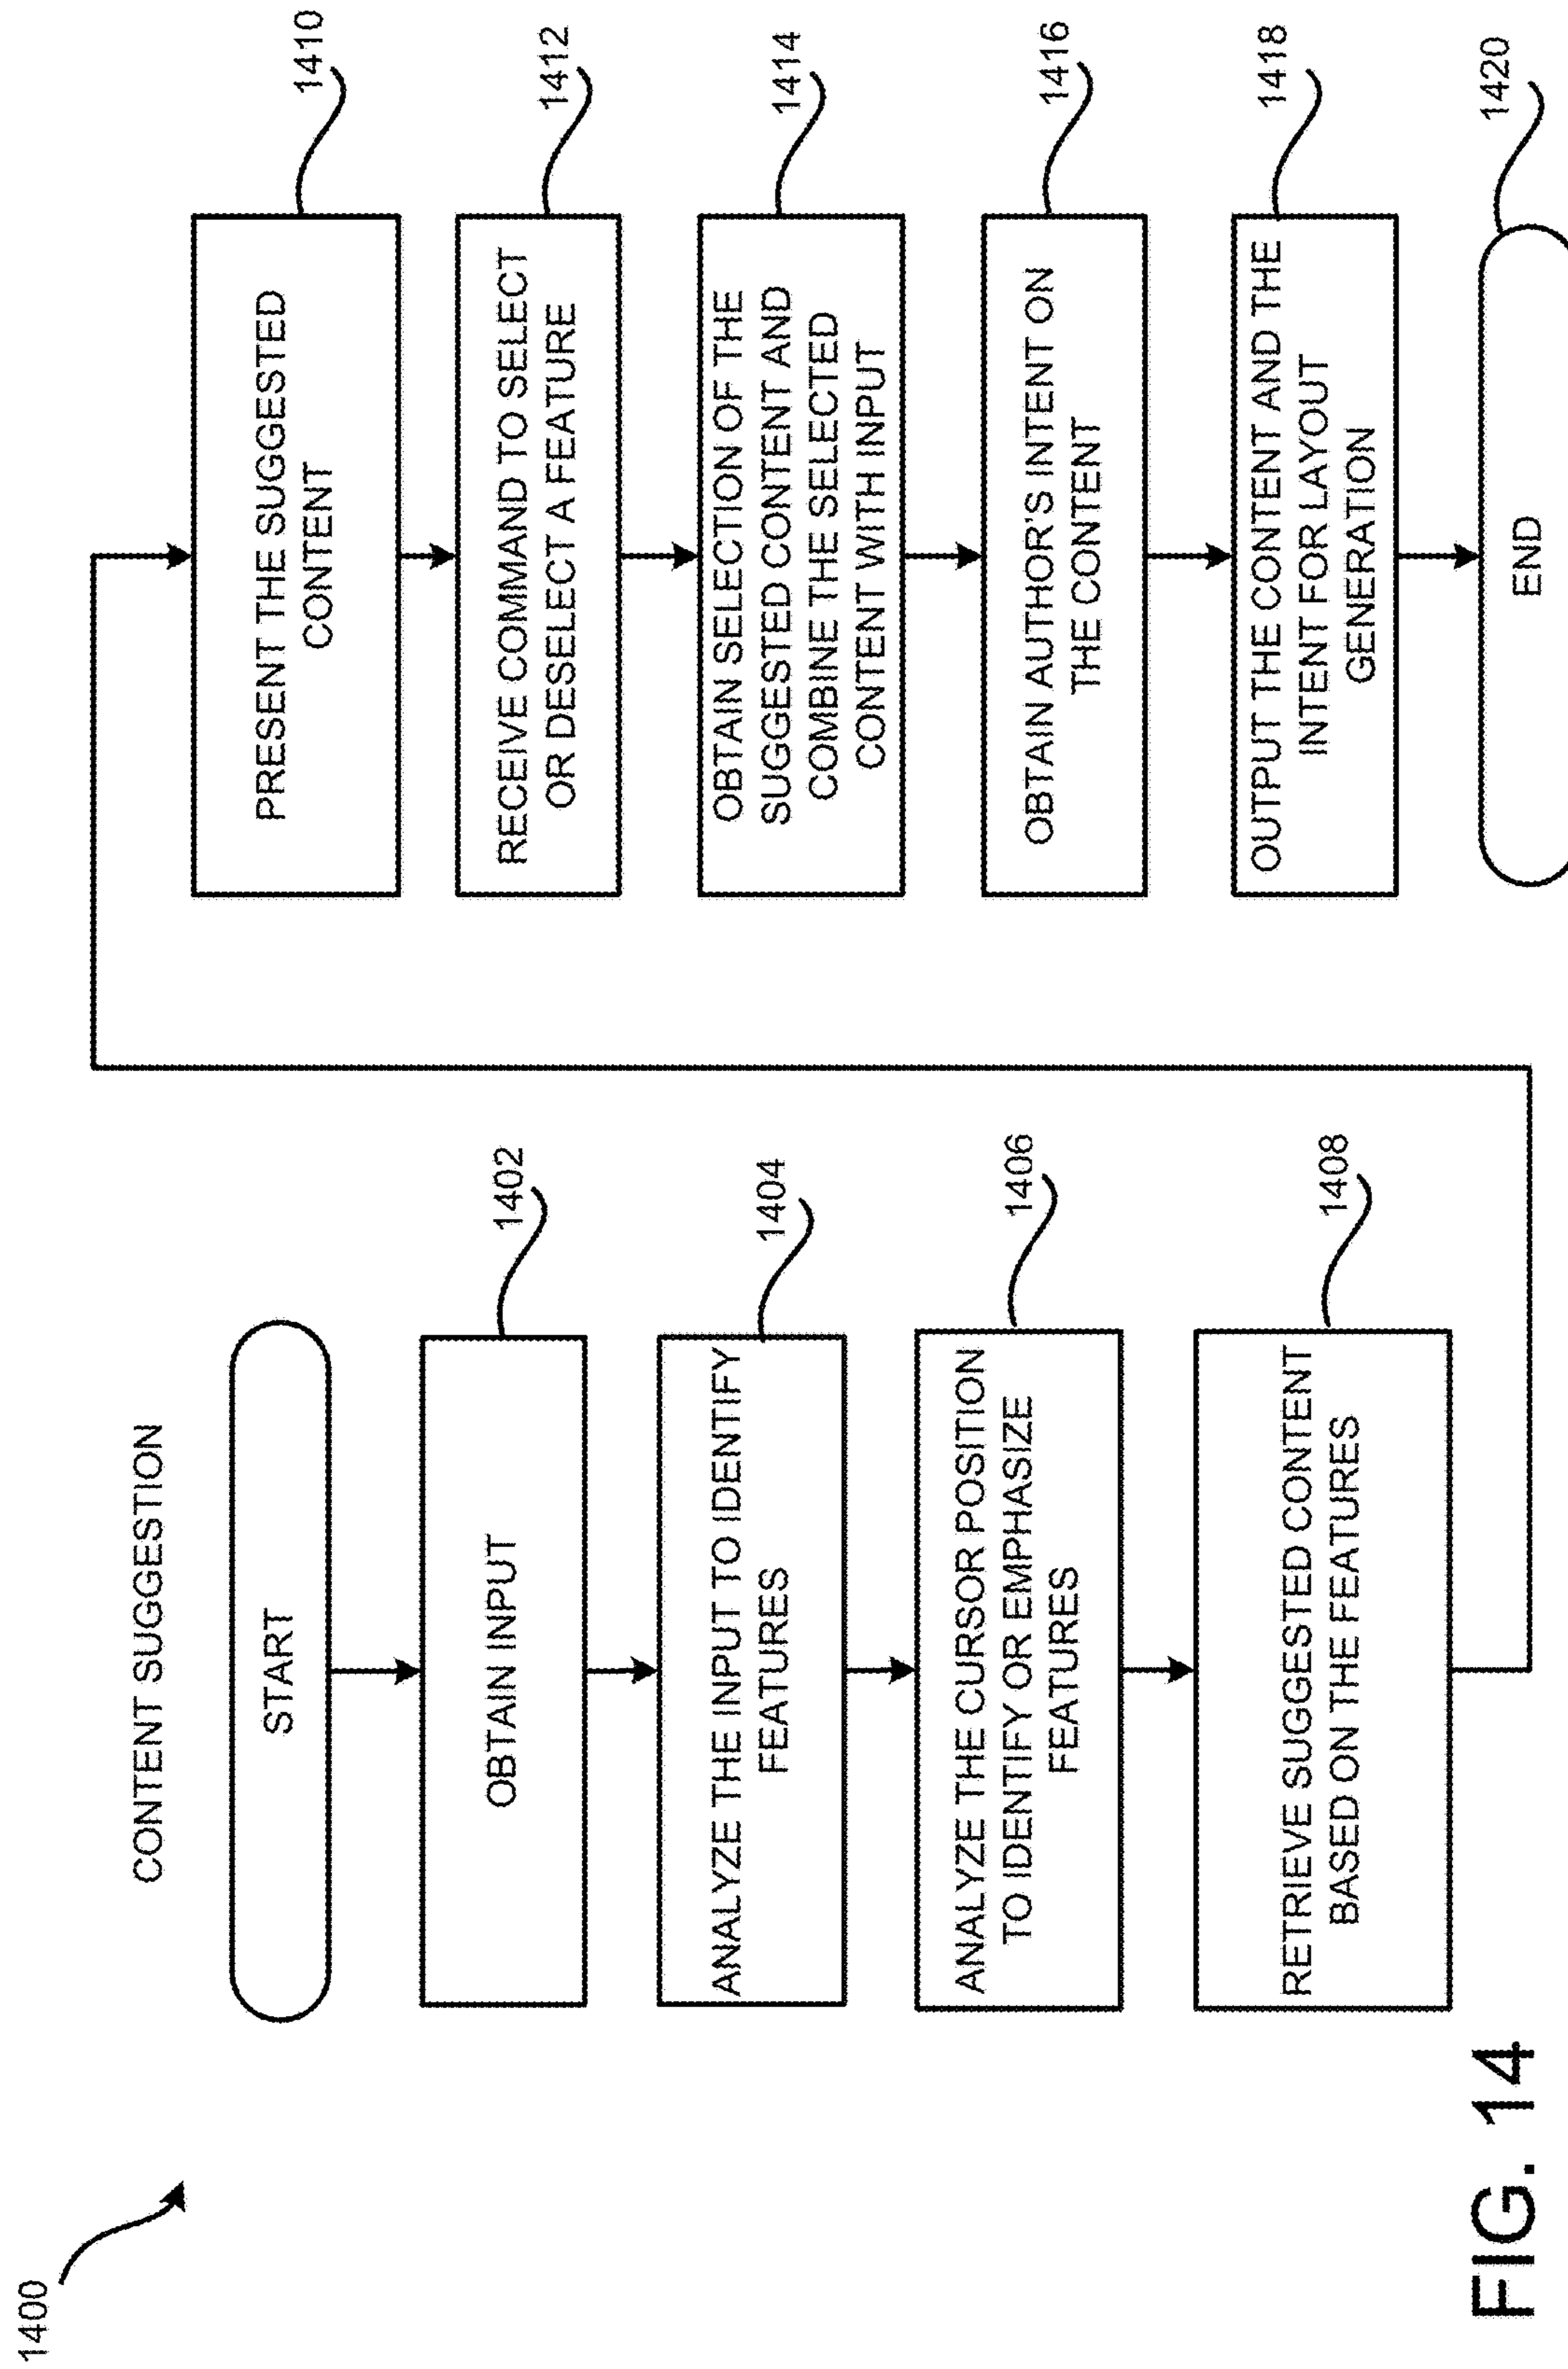 1400
CONTENT SUGGESTION
START
OBTAIN INPUT
1402
ANALYZE THE INPUT TO IDENTIFY
FEATURES
1404
ANALYZE THE CURSOR POSITION
TO IDENTIFY OR EMPHASIZE
FEATURES
1406
RETRIEVE SUGGESTED CONTENT
BASED ON THE FEATURES
1408
PRESENT THE SUGGESTED
CONTENT
1410
RECEIVE COMMAND TO SELECT
OR DESELECT A FEATURE
1412
OBTAIN SELECTION OF THE
SUGGESTED CONTENT AND
COMBINE THE SELECTED
CONTENT WITH INPUT
1414
OBTAIN AUTHOR'S INTENT ON
THE CONTENT
1416
OUTPUT THE CONTENT AND THE
INTENT FOR LAYOUT
GENERATION
1418
END
1420
FIG. 14